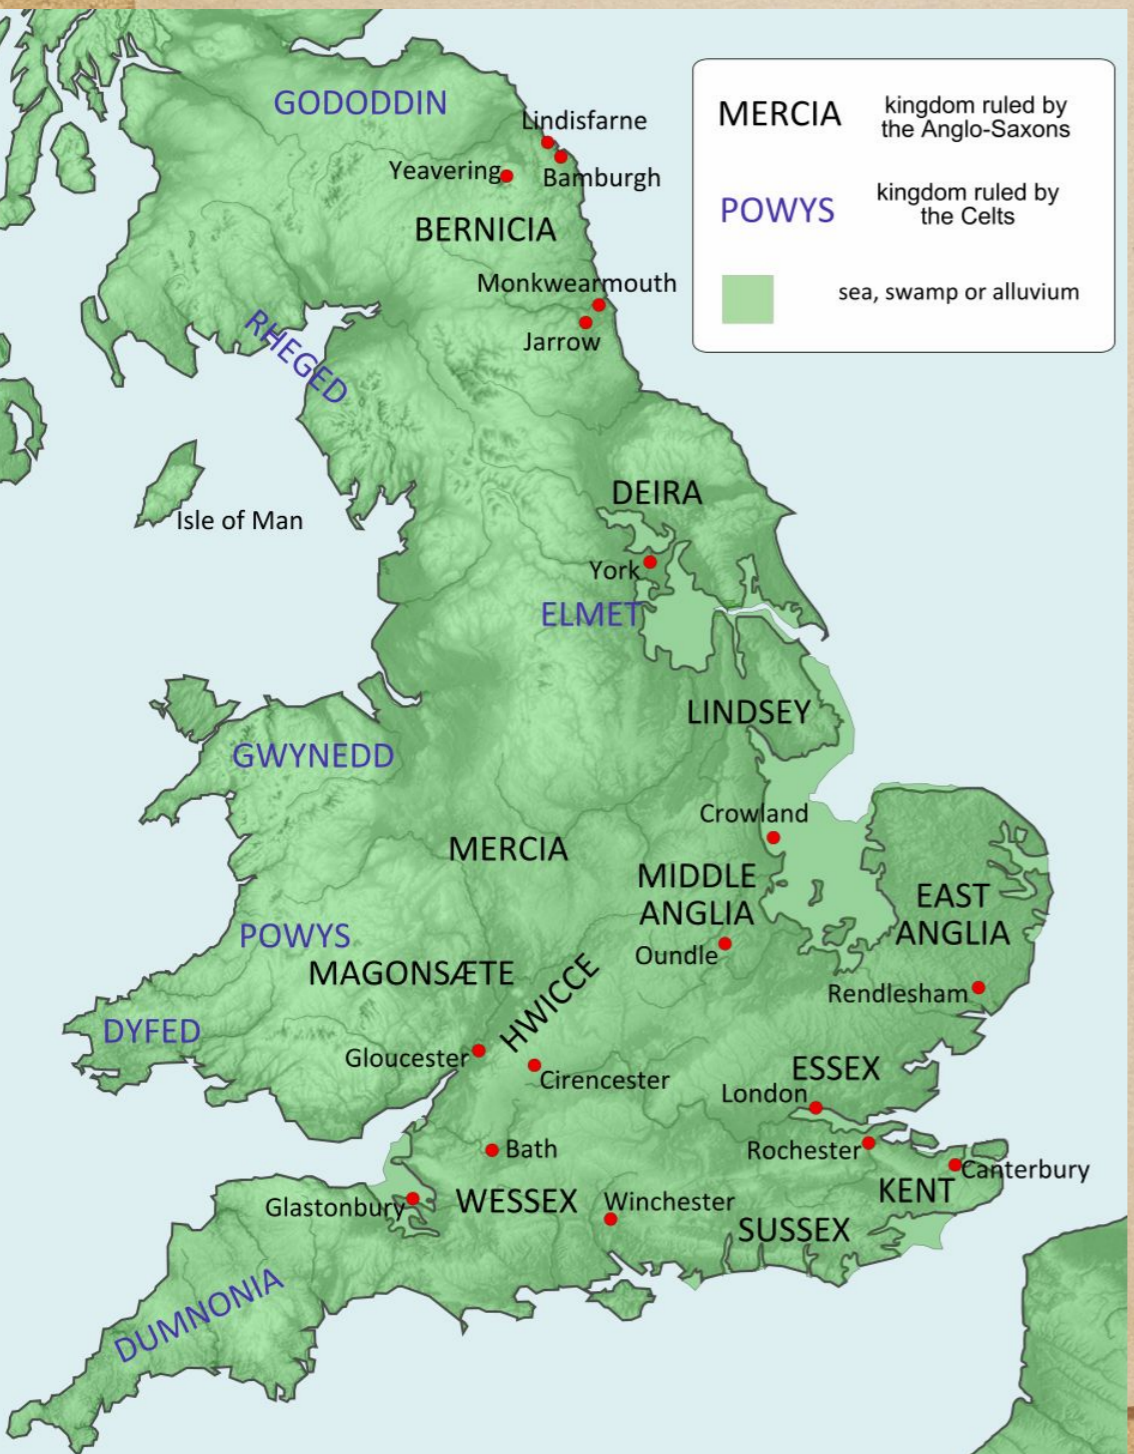 GODODDIN
Lindisfarne
Yeavering
Bamburgh
BERNICIA
Monkwearmouth
Jarrow
RHEGED
DEIRA
Isle of Man
York
ELMET
LINDSEY
GWYNEDD
Crowland
MERCIA
MIDDLE
ANGLIA
EAST
ANGLIA
POWYS
Oundle
MAGONSÆTE
HWICCE
Rendlesham
DYFED
Gloucester
Cirencester
ESSEX
London
Bath
Rochester
Canterbury
KENT
Glastonbury
WESSEX
Winchester
SUSSEX
DUMNONIA
MERCIA
kingdom ruled by
the Anglo-Saxons
POWYS
kingdom ruled by
the Celts
sea, swamp or alluvium